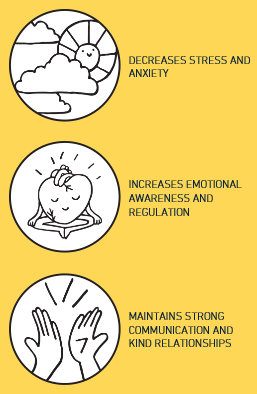 DECREASES STRESS AND
ANXIETY
INCREASES EMOTIONAL
AWARENESS AND
REGULATION
MAINTAINS STRONG
COMMUNICATION AND
KIND RELATIONSHIPS